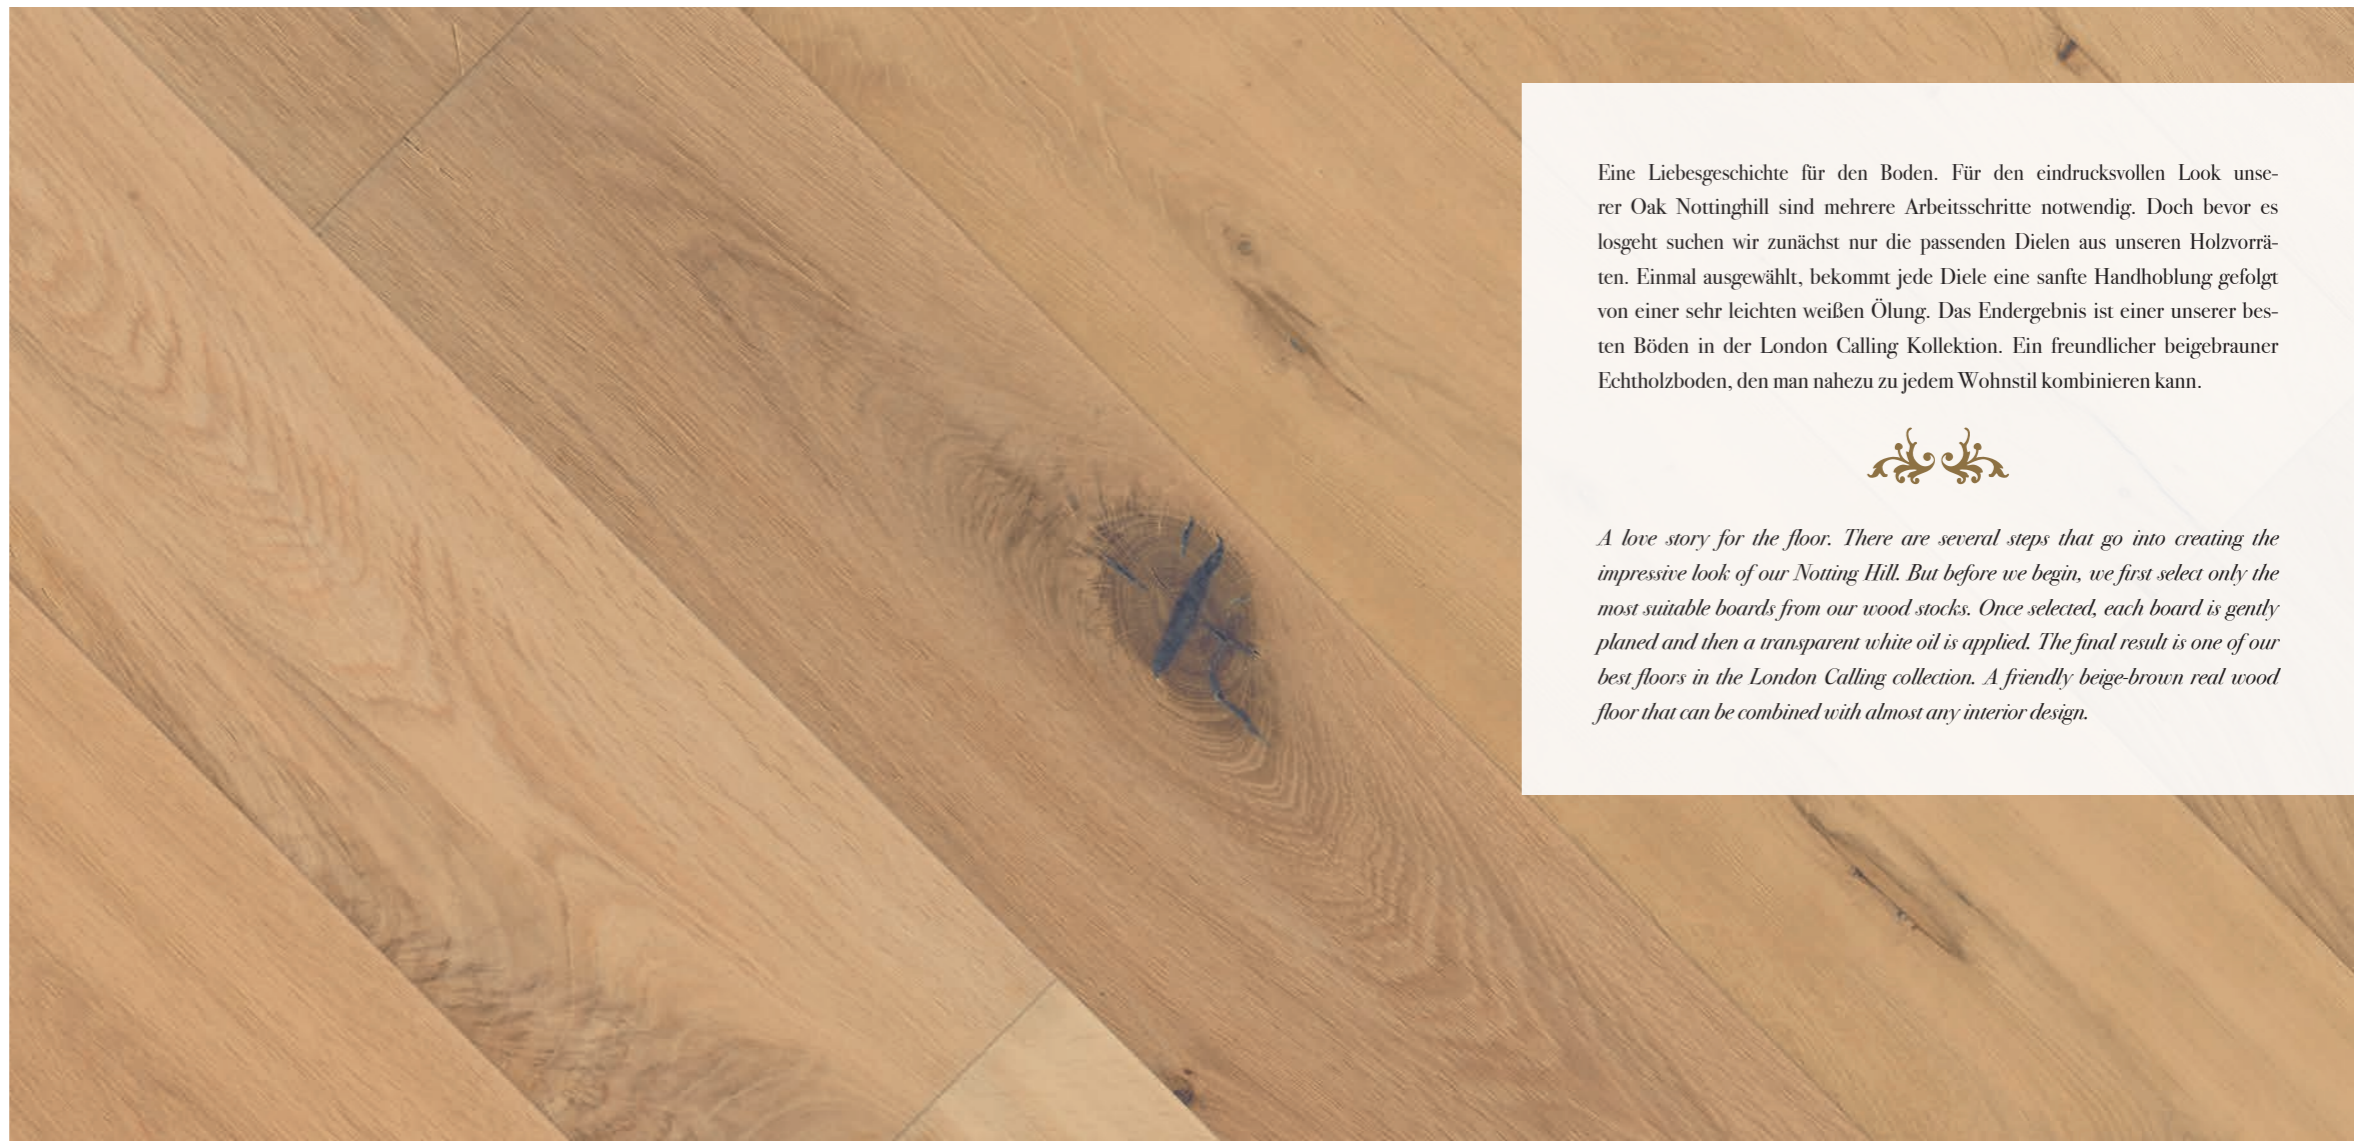 Eine Liebesgeschichte für den Boden. Für den eindrucksvollen Look unse-
rer Oak Nottinghill sind mehrere Arbeitsschritte notwendig. Doch bevor es
losgeht suchen wir zunächst nur die passenden Dielen aus unseren Holzvorrä-
ten. Einmal ausgewählt, bekommt jede Diele eine sanfte Handhoblung gefolgt
von einer sehr leichten weißen Ölung. Das Endergebnis ist einer unserer bes-
ten Böden in der London Calling Kollektion. Ein freundlicher beigebrauner
Echtholzboden, den man nahezu zu jedem Wohnstil kombinieren kann.
A love story for the floor. There are several steps that go into creating the
impressive look of our Notting Hill. But before we begin, we first select only the
most suitable boards from our wood stocks. Once selected, each board is gently
planed and then a transparent white oil is applied. The final result is one of our
best floors in the London Calling collection. A friendly beige-brown real wood
floor that can be combined with almost any interior design.